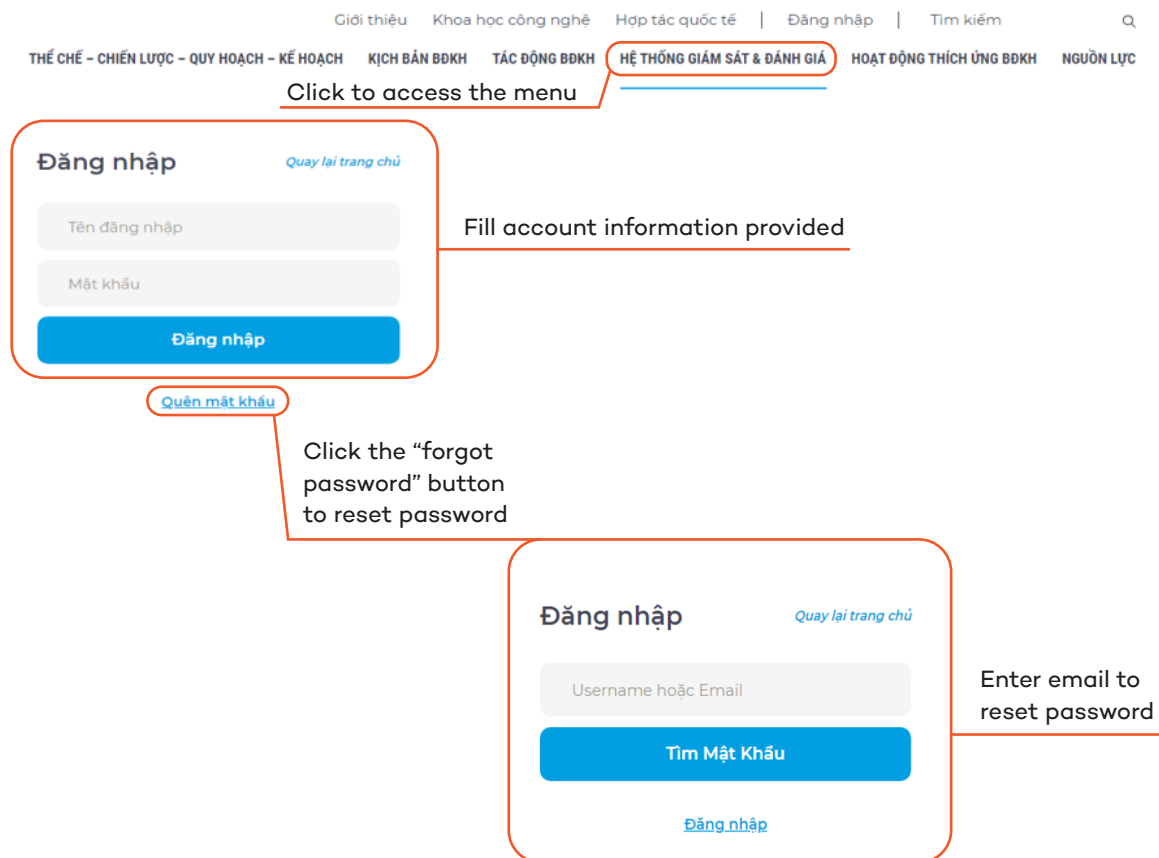 Giới thiệu Khoa học công nghệ Hợp tác quốc tế | Đăng nhập | Tìm kiếm
THỂ CHẾ – CHIẾN LƯỢC – QUY HOẠCH – KẾ HOẠCH KỊCH BẢN BĐKH TÁC ĐỘNG BĐKH HỆ THỐNG GIÁM SÁT & ĐÁNH GIÁ HOẠT ĐỘNG THÍCH ỨNG BĐKH NGUỒN LỰC
Click to access the menu
Đăng nhập Quay lại trang chủ
Tên đăng nhập
Fill account information provided
Mật khẩu
Đăng nhập
Quên mật khẩu
Click the “forgot
password” button
to reset password
Đăng nhập Quay lại trang chủ
Username hoặc Email
Enter email to
reset password
Tìm Mật Khẩu
Đăng nhập